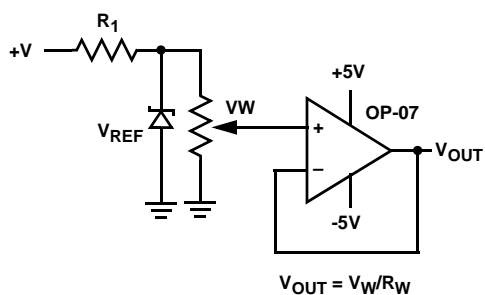 R1
+V
VW
VREF
+5V
OP-07
+
–
VOUT
-5V
VOUT = VW/RW